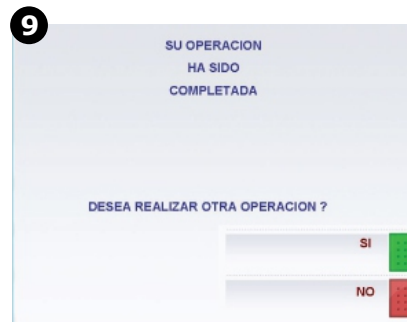 9
SU OPERACION
HA SIDO
COMPLETADA
DESEA REALIZAR OTRA OPERACION ?
SI
NO